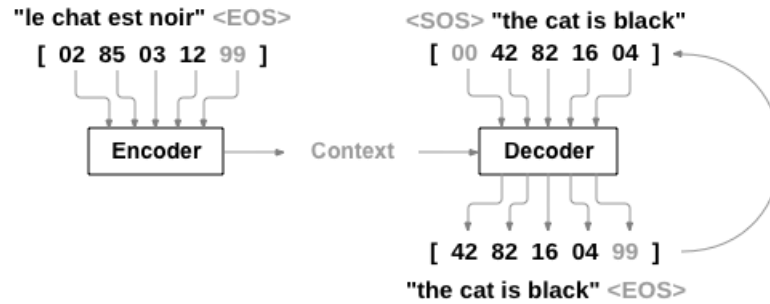 "le chat est noir" <EOS>
[ 02 85 03 12 99 ]
Encoder
Context
<SOS> "the cat is black"
[ 00 42 82 16 04 ]
Decoder
[ 42 82 16 04 99 ]
"the cat is black" <EOS>